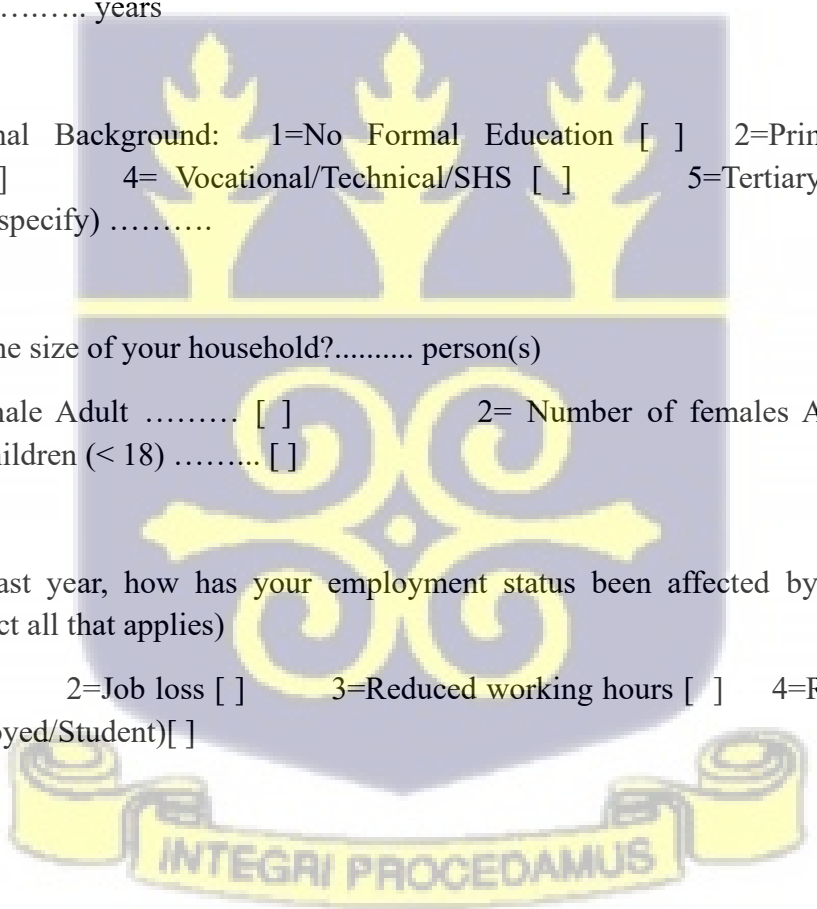 ………… years
nal Background: 1=No Formal Education [ ] 2=Prin
] 4= Vocational/Technical/SHS [ ] 5=Tertiary
specify) ……….
ne size of your household?.......... person(s)
nale Adult ……… [ ] 2= Number of females A
hildren (< 18) ……... [ ]
ast year, how has your employment status been affected by
ct all that applies)
2=Job loss [ ] 3=Reduced working hours [ ] 4=R
oyed/Student)[ ]
INTEGRI PROCEDAMUS